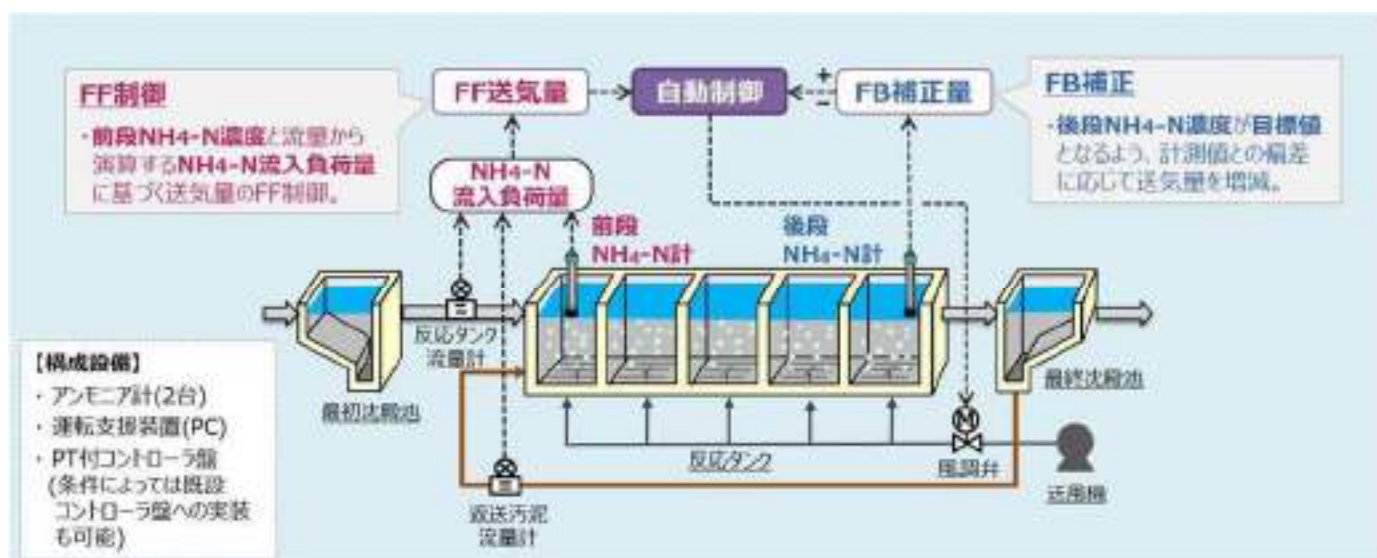 FF制御
・前段NH4-N濃度と流量から
演算するNH4-N流入負荷量
に基づく送気量のFF制御。
FF送気量
自動制御
+
−
FB補正量
FB補正
・後段NH4-N濃度が目標値
となるよう、計測値との偏差
に応じて送気量を増減。
NH4-N
流入負荷量
前段
NH4-N計
後段
NH4-N計
反応タンク
流量計
最初沈殿池
最終沈殿池
【構成設備】
・ アンモニア計(2台)
・ 運転支援装置(PC)
・ PT付コントローラ盤
(条件によっては既設
コントローラ盤への実装
も可能)
M
反応タンク
風調弁
送風機
返送汚泥
流量計